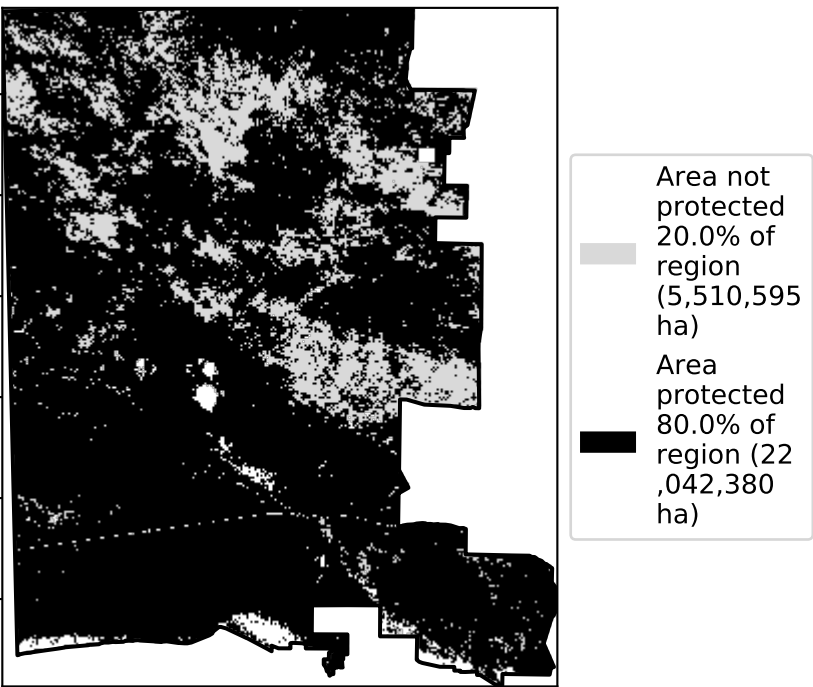 Area not
protected
20.0% of
region
(5,510,595
ha)
Area
protected
80.0% of
region (22
,042,380
ha)